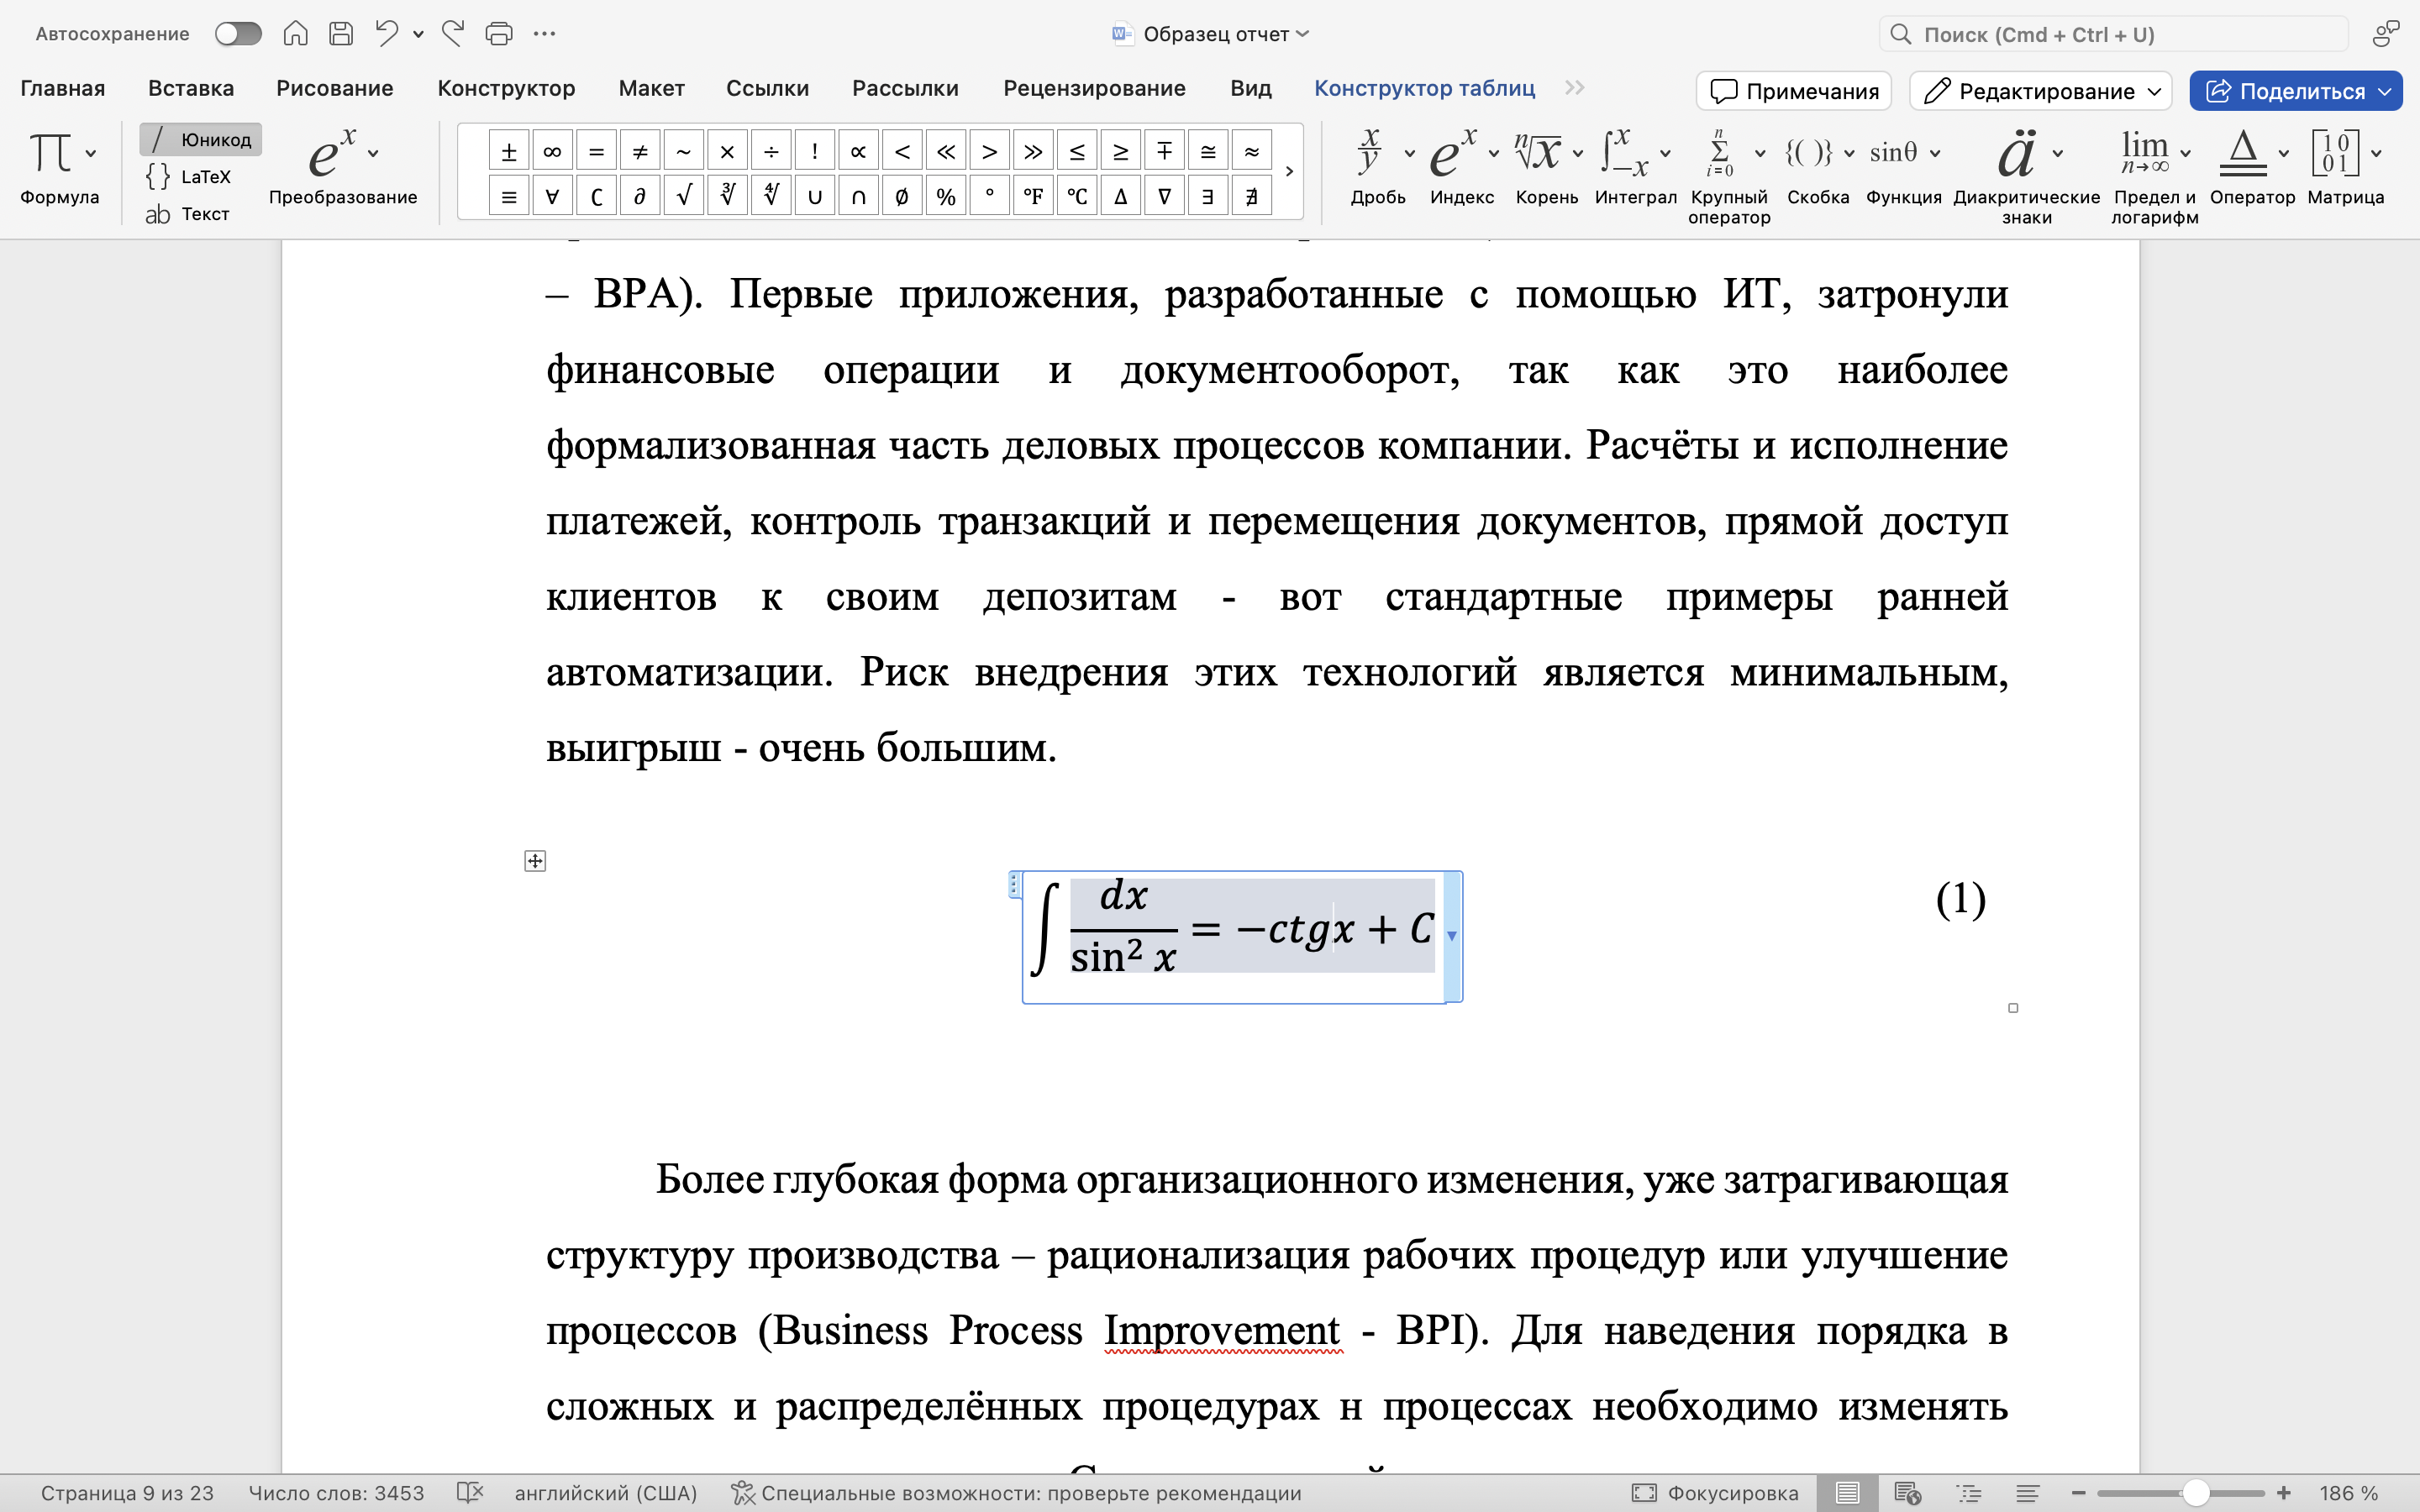 Автосохранение
Образец отчет
Поиск (Cmd + Ctrl + U)
Главная Вставка Рисование Конструктор Макет Ссылки Рассылки Рецензирование Вид Конструктор таблиц
Примечания Редактирование Поделиться
Формула
Юникод
LaTeX
ab Текст
e^x Преобразование
± ∞ = ≠ ~ × ÷ ! ∝ < ≪ > ≫ ≤ ≥ ∓ ≅ ≈
≡ ∀ ∁ ∂ √ ∛ ∜ ∪ ∩ ∅ % ° °F °C ∆ ∇ ∃ ∄
Дробь Индекс Корень Интеграл Крупный оператор Скобка Функция Диакритические знаки Предел и логарифм Оператор Матрица
– BPA). Первые приложения, разработанные с помощью ИТ, затронули
финансовые операции и документооборот, так как это наиболее
формализованная часть деловых процессов компании. Расчёты и исполнение
платежей, контроль транзакций и перемещения документов, прямой доступ
клиентов к своим депозитам - вот стандартные примеры ранней
автоматизации. Риск внедрения этих технологий является минимальным,
выигрыш - очень большим.
∫ dx / sin² x = −ctgx + C (1)
Более глубокая форма организационного изменения, уже затрагивающая
структуру производства – рационализация рабочих процедур или улучшение
процессов (Business Process Improvement - BPI). Для наведения порядка в
сложных и распределённых процедурах н процессах необходимо изменять
Страница 9 из 23 Число слов: 3453 английский (США) Специальные возможности: проверьте рекомендации Фокусировка 186 %